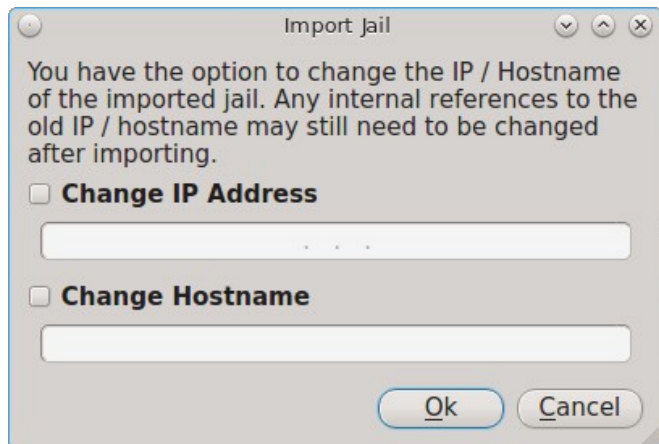 Import Jail
You have the option to change the IP / Hostname
of the imported jail. Any internal references to the
old IP / hostname may still need to be changed
after importing.
Change IP Address
. . .
Change Hostname
Ok Cancel